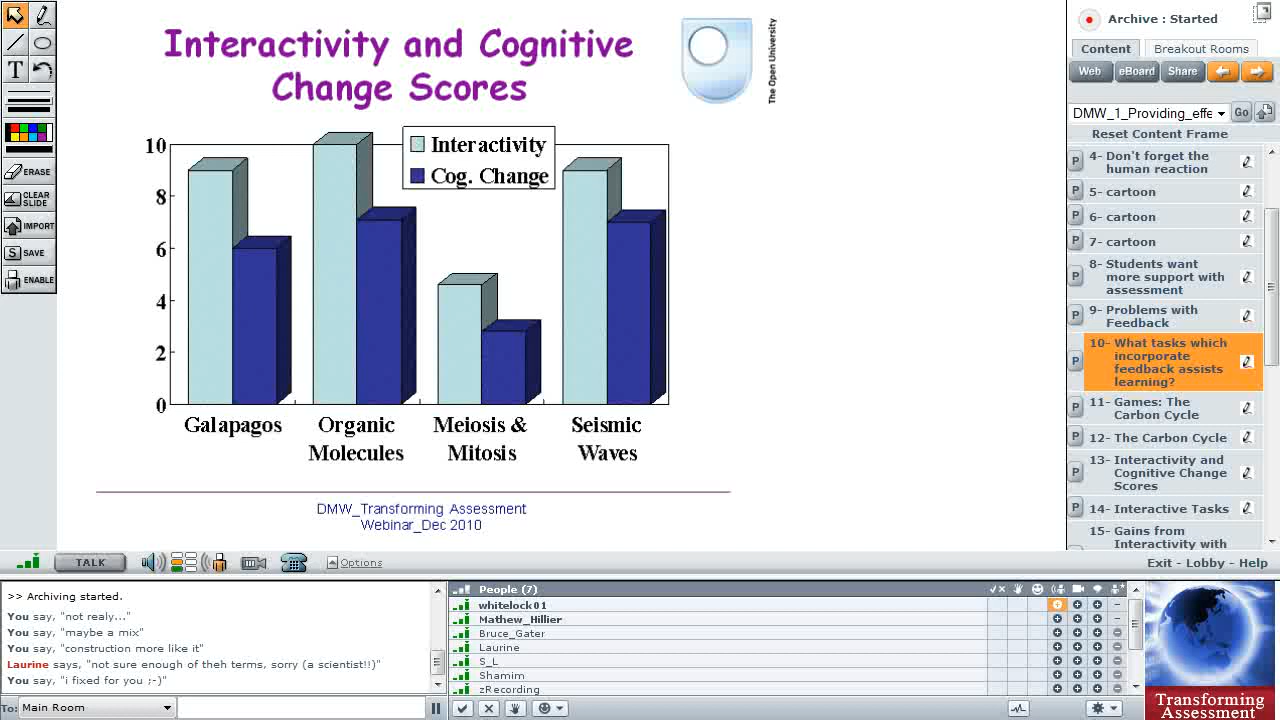 Interactivity and Cognitive
Change Scores
The Open University
10
8
6
4
2
0
Interactivity
Cog. Change
Galapagos
Organic
Molecules
Meiosis &
Mitosis
Seismic
Waves
DMW_Transforming Assessment
Webinar_Dec 2010
T
ERASE
CLEAR
SLIDE
IMPORT
S SAVE
ENABLE
Archive : Started
Content
Breakout Rooms
Web
eBoard
Share
DMW_1_Providing_effe
Go
Reset Content Frame
P 4- Don't forget the
human reaction
P 5- cartoon
P 6- cartoon
P 7- cartoon
P 8- Students want
more support with
assessment
P 9- Problems with
Feedback
P 10- What tasks which
incorporate
feedback assists
learning?
P 11- Games: The
Carbon Cycle
P 12- The Carbon Cycle
P 13- Interactivity and
Cognitive Change
Scores
P 14- Interactive Tasks
15- Gains from
Interactivity with
TALK
Options
Exit - Lobby - Help
>> Archiving started.
You say, "not realy..."
You say, "maybe a mix"
You say, "construction more like it"
Laurine says, "not sure enough of theh terms, sorry (a scientist!!)"
You say, "i fixed for you ;-)"
To: Main Room
People (7)
whitelock01
Mathew_Hillier
Bruce_Gater
Laurine
S_L
Shamim
zRecording
Transforming
Assessment